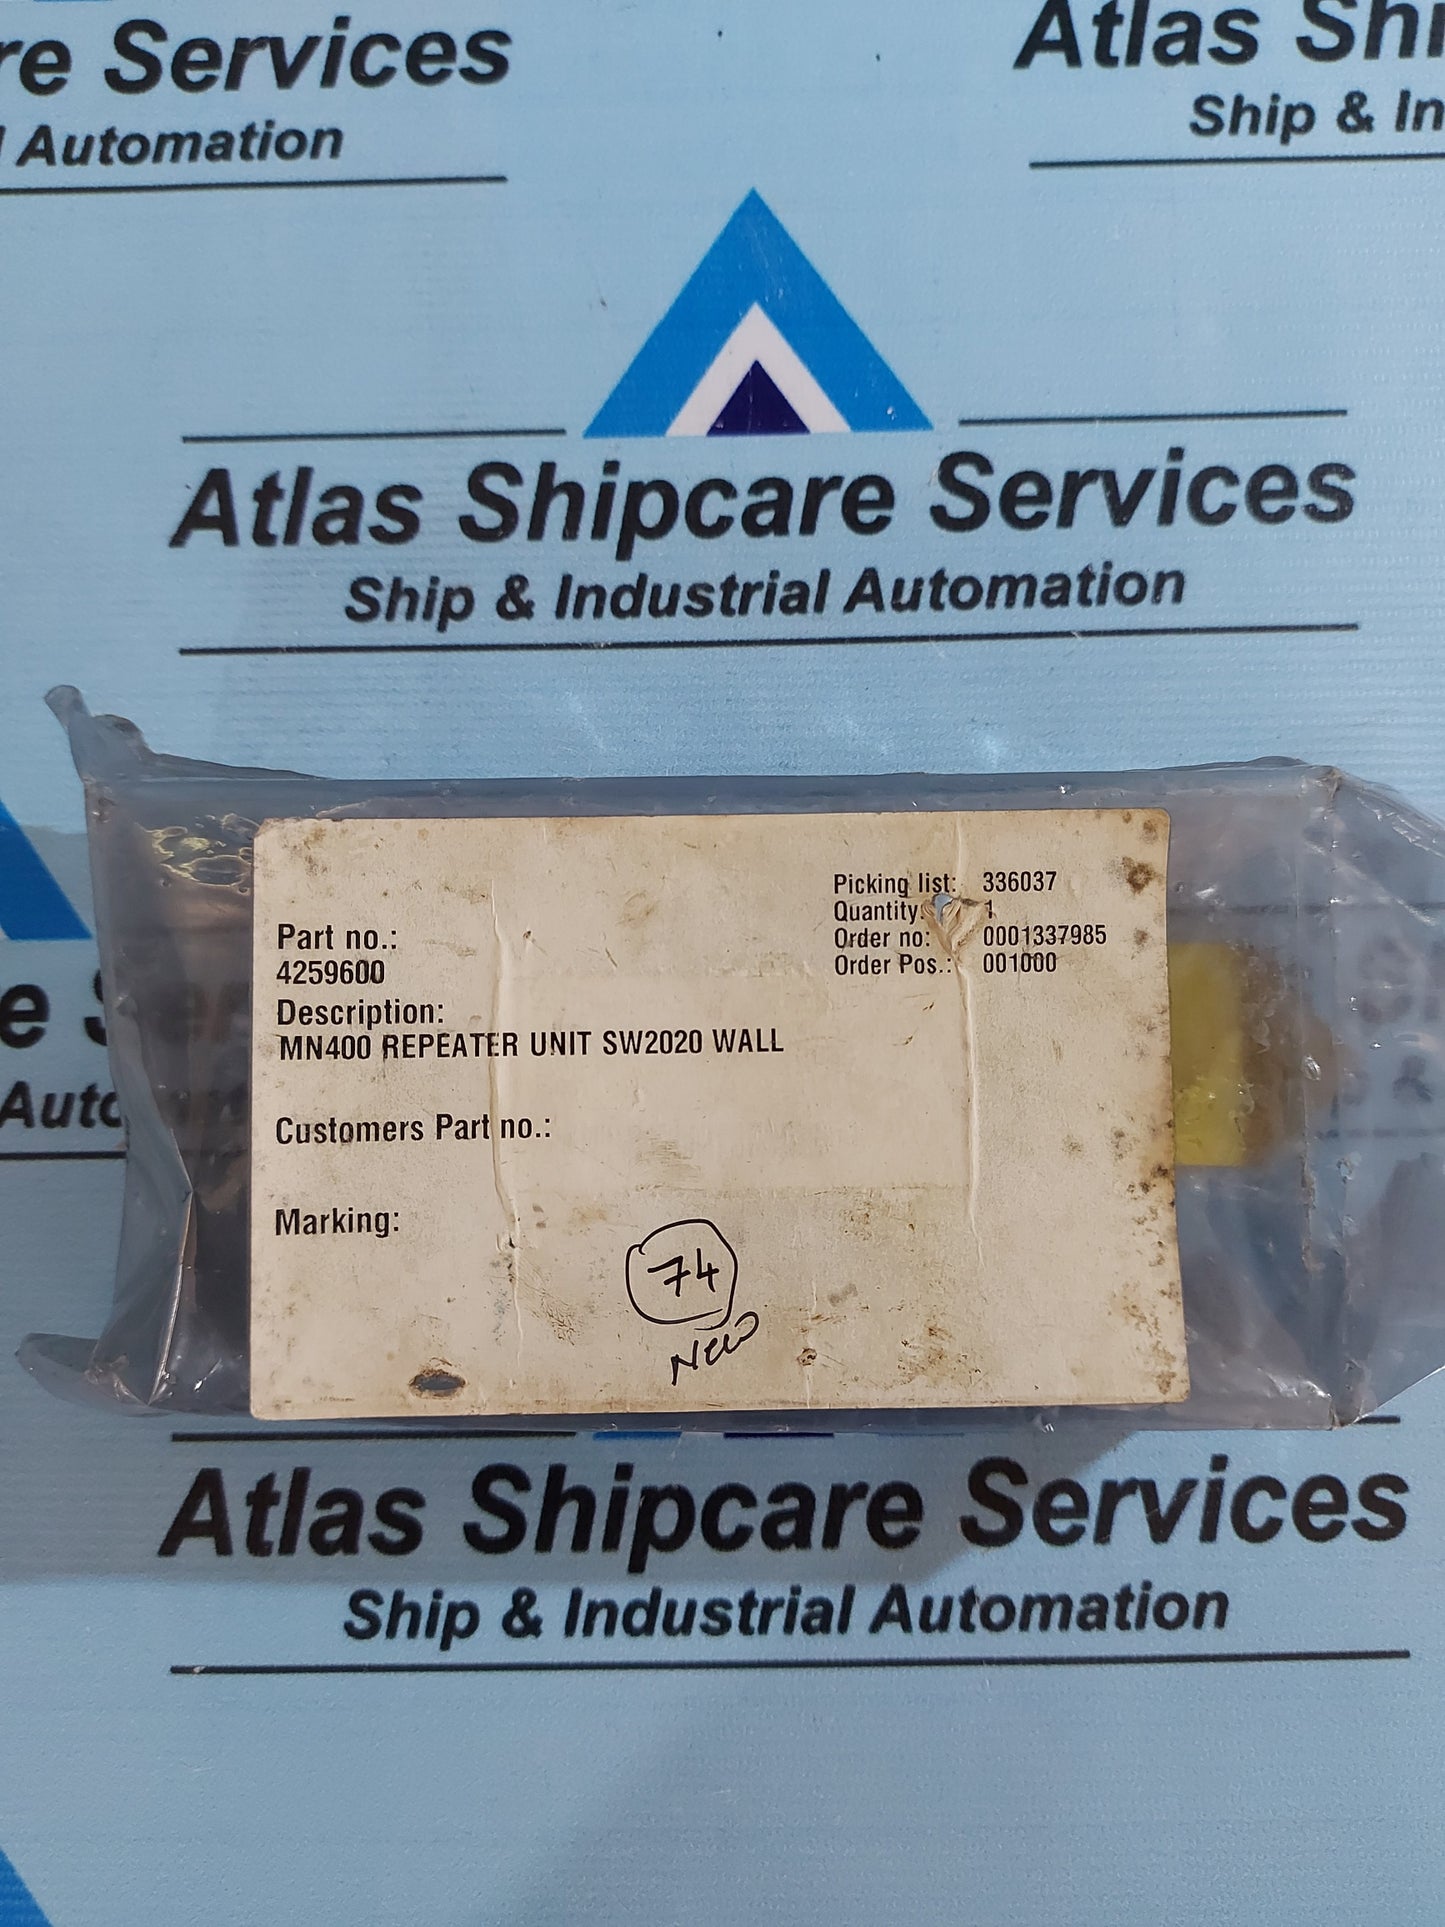 re Services
Automation
Atlas Shi
Ship & In
Atlas Shipcare Services
Ship & Industrial Automation
Picking list: 336037
Quantity: 1
Order no: 0001337985
Order Pos.: 001000
Part no.:
4259600
Description:
MN400 REPEATER UNIT SW2020 WALL
Customers Part no.:
Marking:
74
New
e S
Auto
&
Atlas Shipcare Services
Ship & Industrial Automation